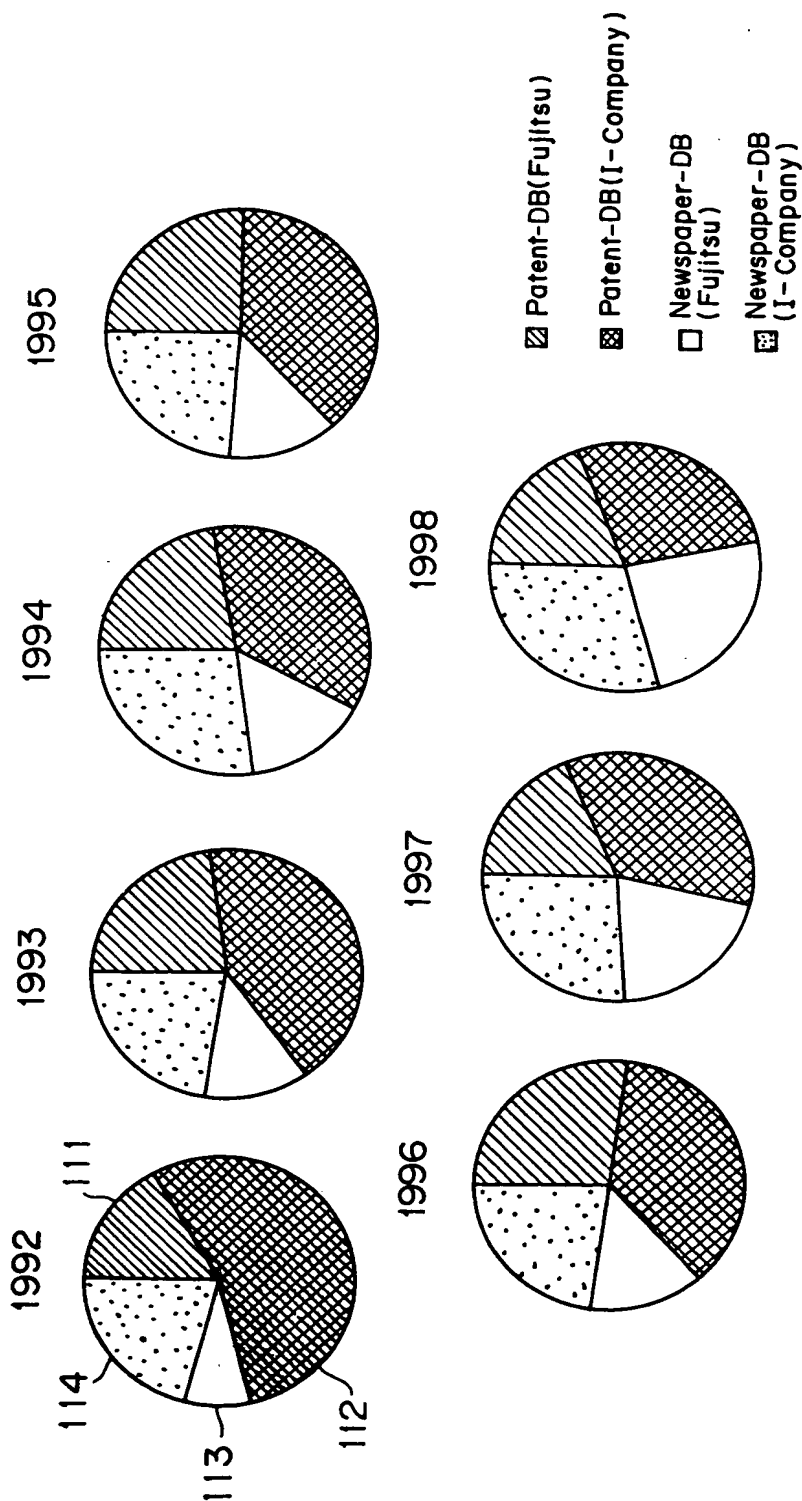 1992
1993
1994
1995
111
114
113
112
1996
1997
1998
Patent-DB(Fujitsu)
Patent-DB(I-Company)
Newspaper-DB
(Fujitsu)
Newspaper-DB
(I-Company)